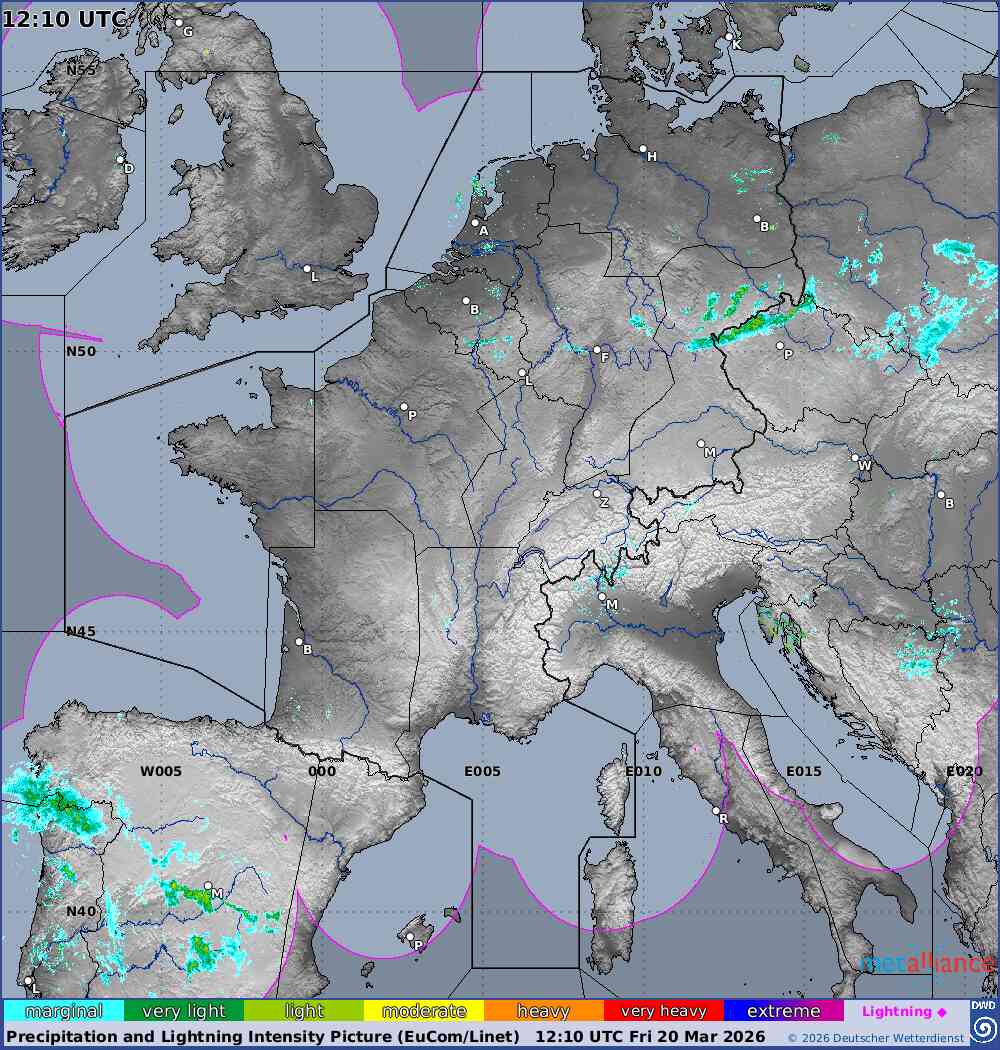 12:10 UTC
G
K
N55
D
H
A
B
L
B
N50
F
P
L
P
M
W
Z
B
M
N45
B
W005
000
E005
E010
E015
E020
R
M
N40
P
L
metalliance
marginal
very light
light
moderate
heavy
very heavy
extreme
Lightning ◆
DWD
Precipitation and Lightning Intensity Picture (EuCom/Linet) 12:10 UTC Fri 20 Mar 2026 © 2026 Deutscher Wetterdienst